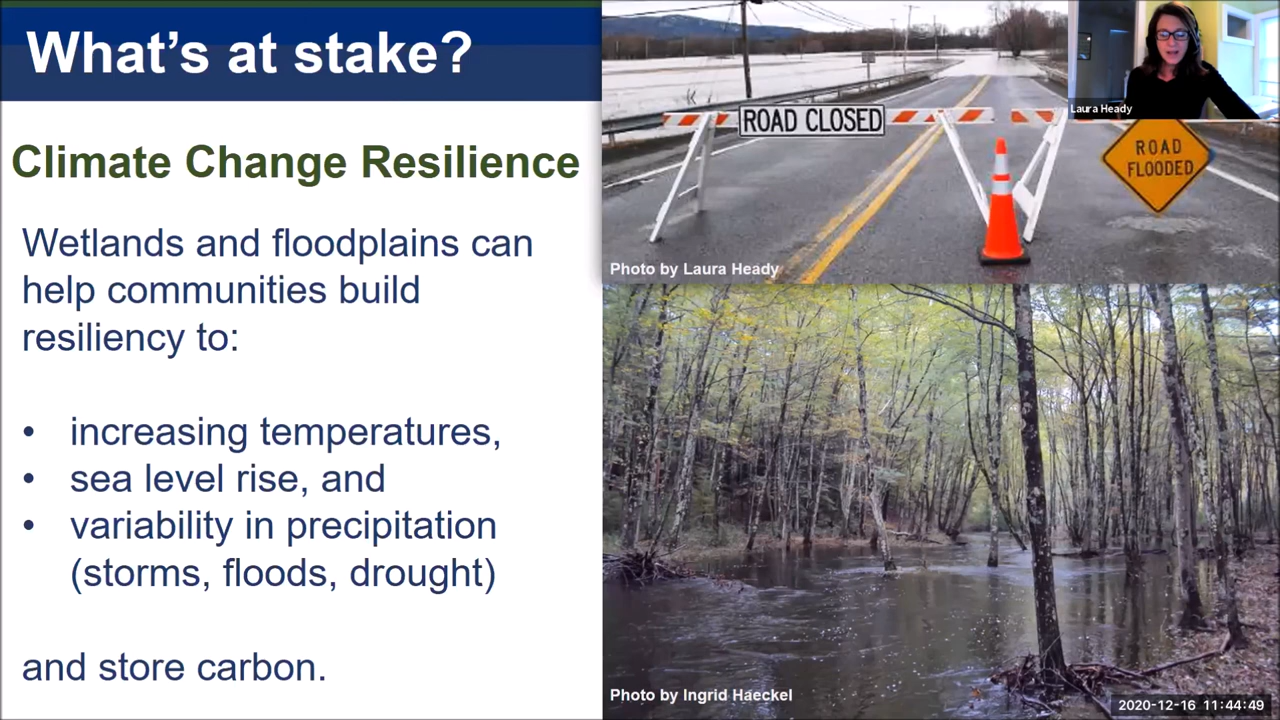 What's at stake?
Climate Change Resilience
Wetlands and floodplains can
help communities build
resiliency to:
• increasing temperatures,
• sea level rise, and
• variability in precipitation
(storms, floods, drought)
and store carbon.
ROAD CLOSED
ROAD
FLOODED
Laura Heady
Photo by Laura Heady
Photo by Ingrid Haeckel
2020-12-16 11:44:49